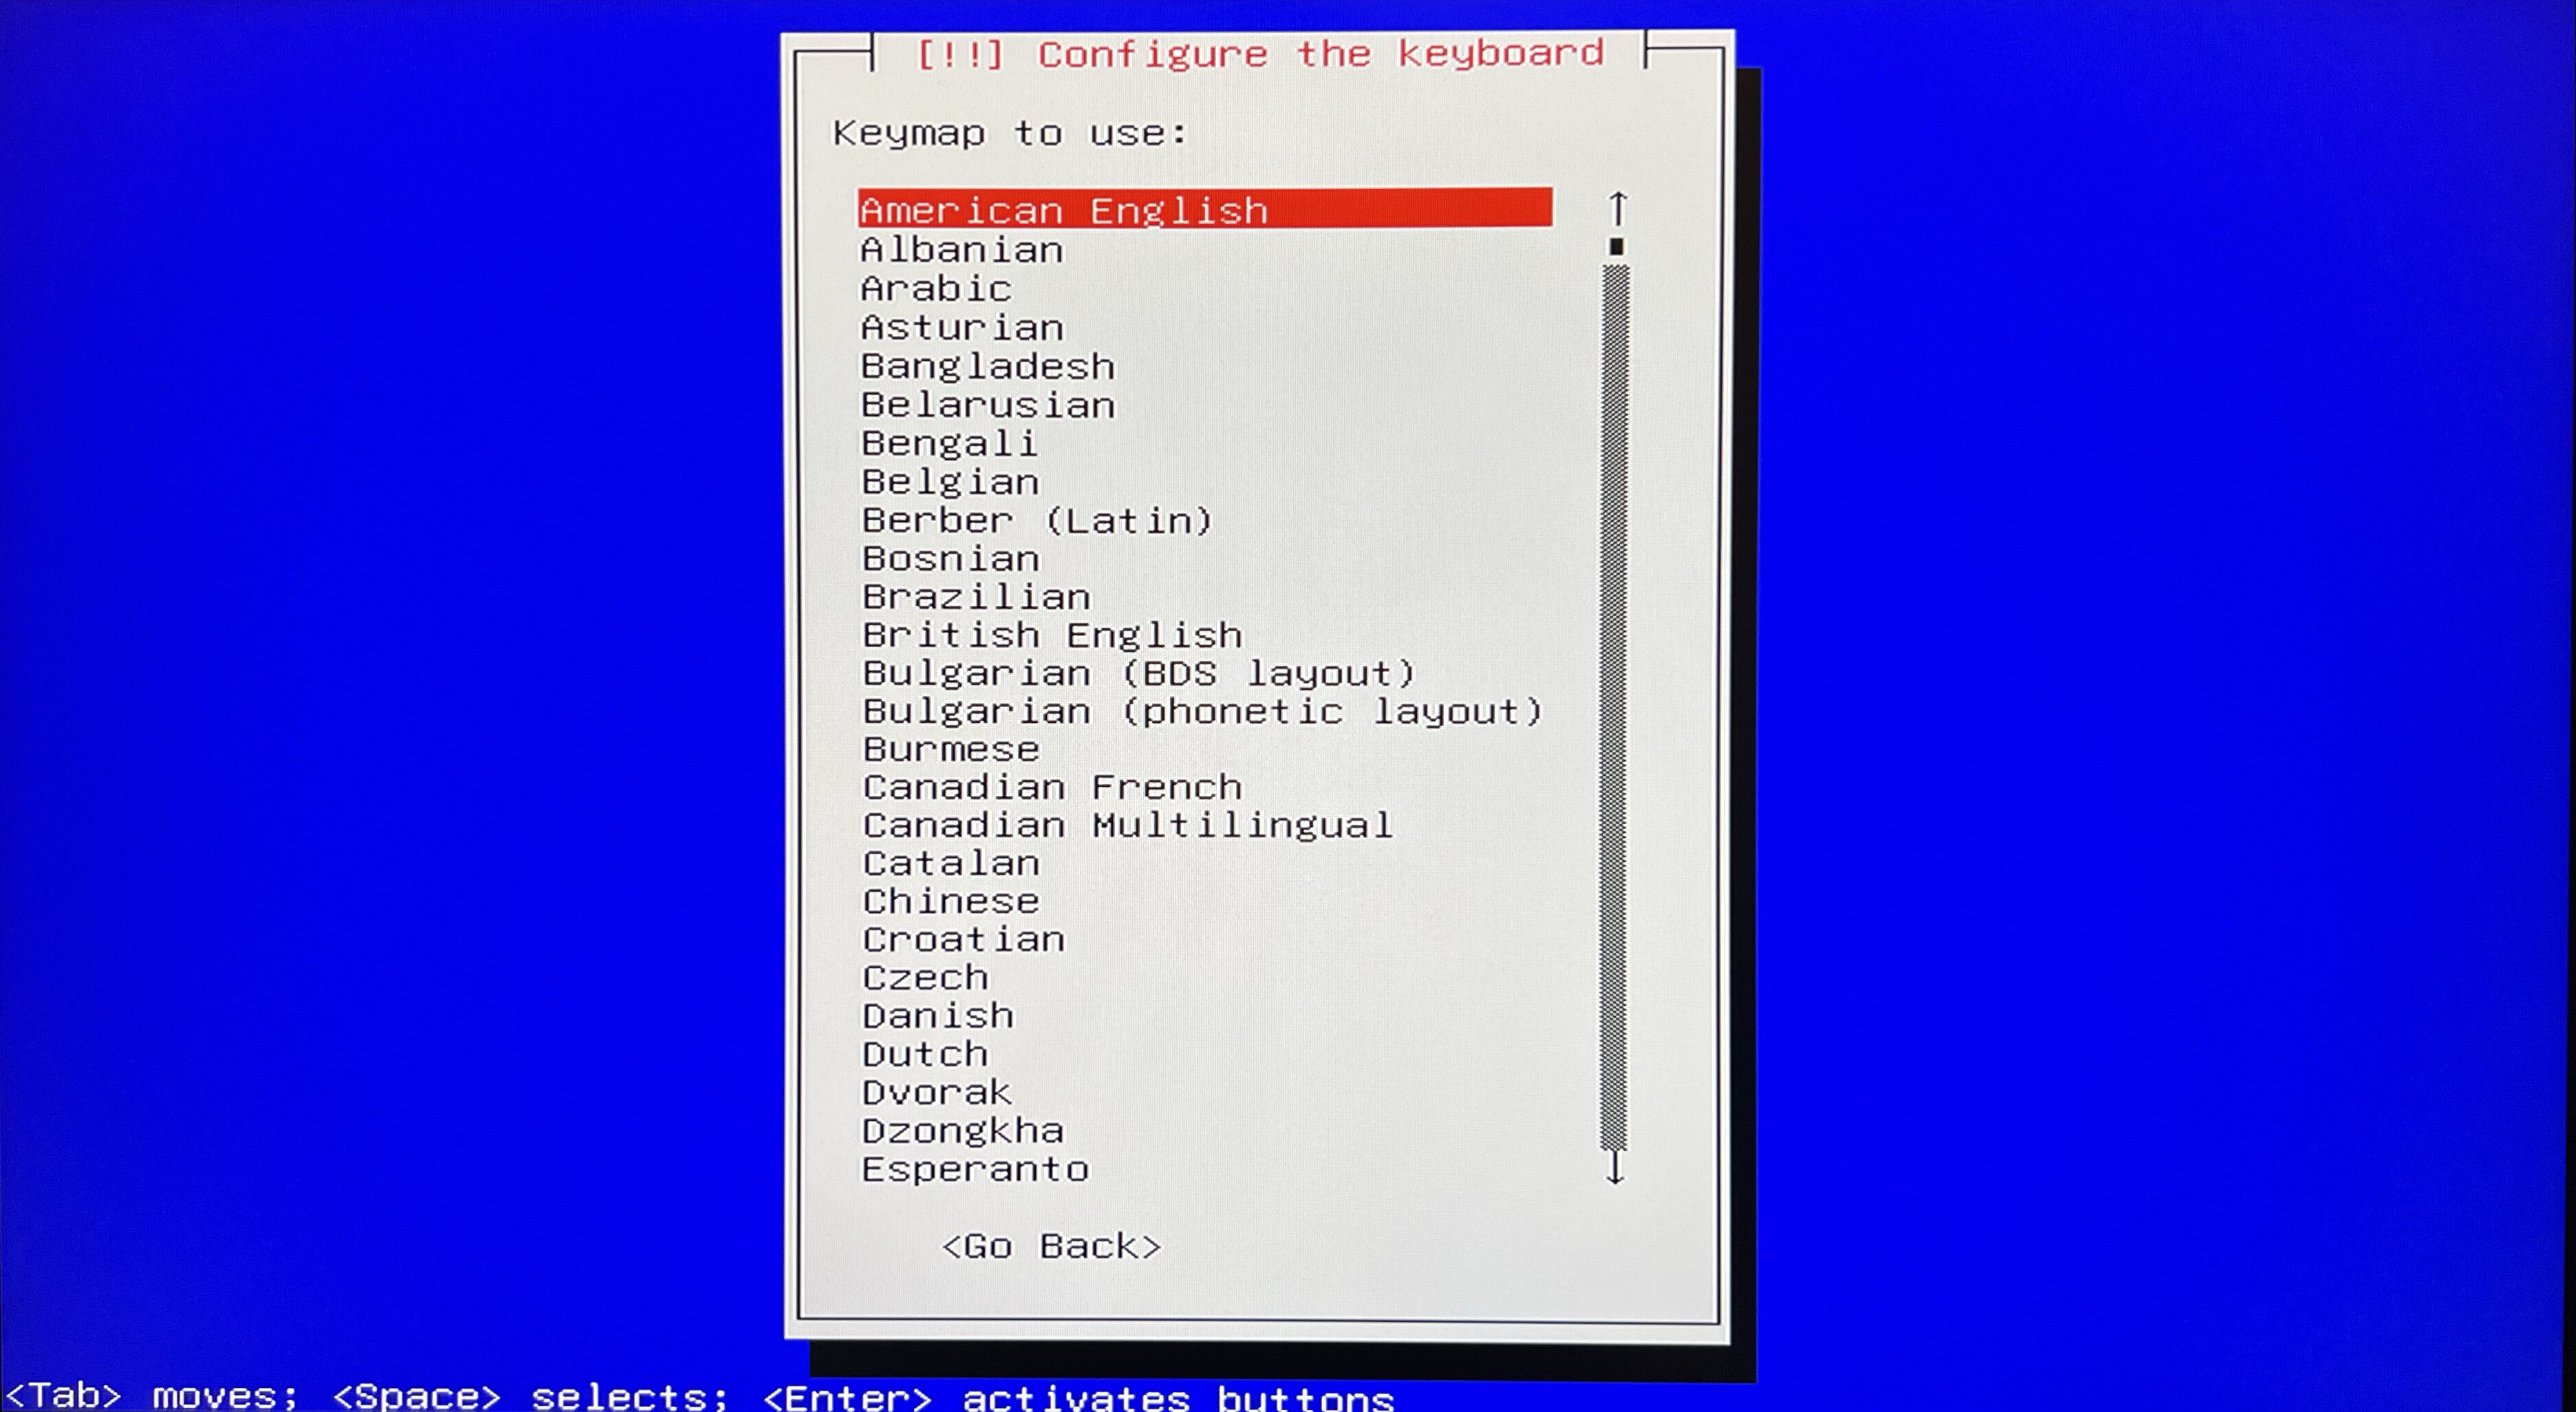 [!!] Configure the keyboard
Keymap to use:
American English
Albanian
Arabic
Asturian
Bangladesh
Belarusian
Bengali
Belgian
Berber (Latin)
Bosnian
Brazilian
British English
Bulgarian (BDS layout)
Bulgarian (phonetic layout)
Burmese
Canadian French
Canadian Multilingual
Catalan
Chinese
Croatian
Czech
Danish
Dutch
Dvorak
Dzongkha
Esperanto
<Go Back>
<Tab> moves; <Space> selects; <Enter> activates buttons